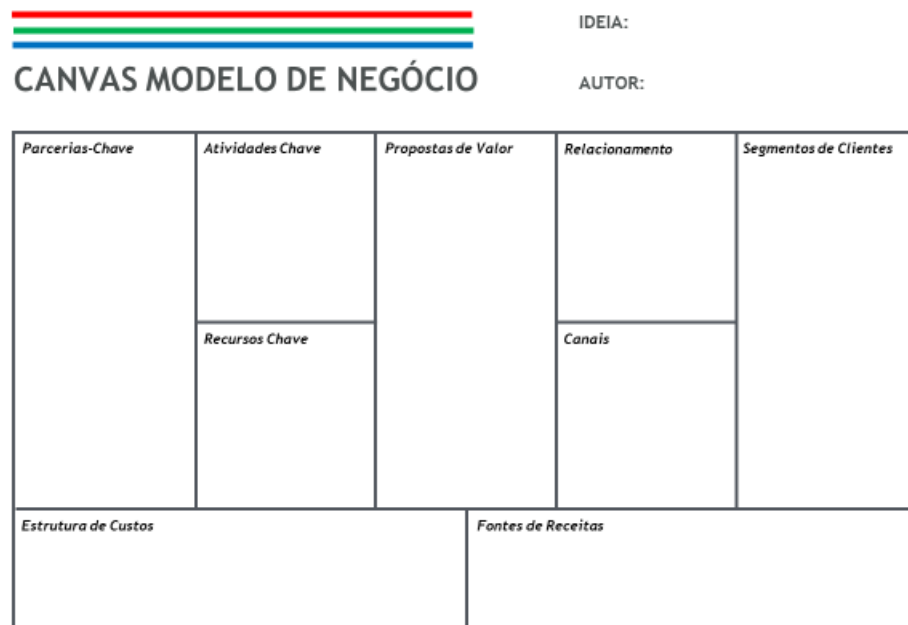 IDEIA:
CANVAS MODELO DE NEGÓCIO
AUTOR:
Parcerias-Chave
Atividades Chave
Propostas de Valor
Relacionamento
Segmentos de Clientes
Recursos Chave
Canais
Estrutura de Custos
Fontes de Receitas